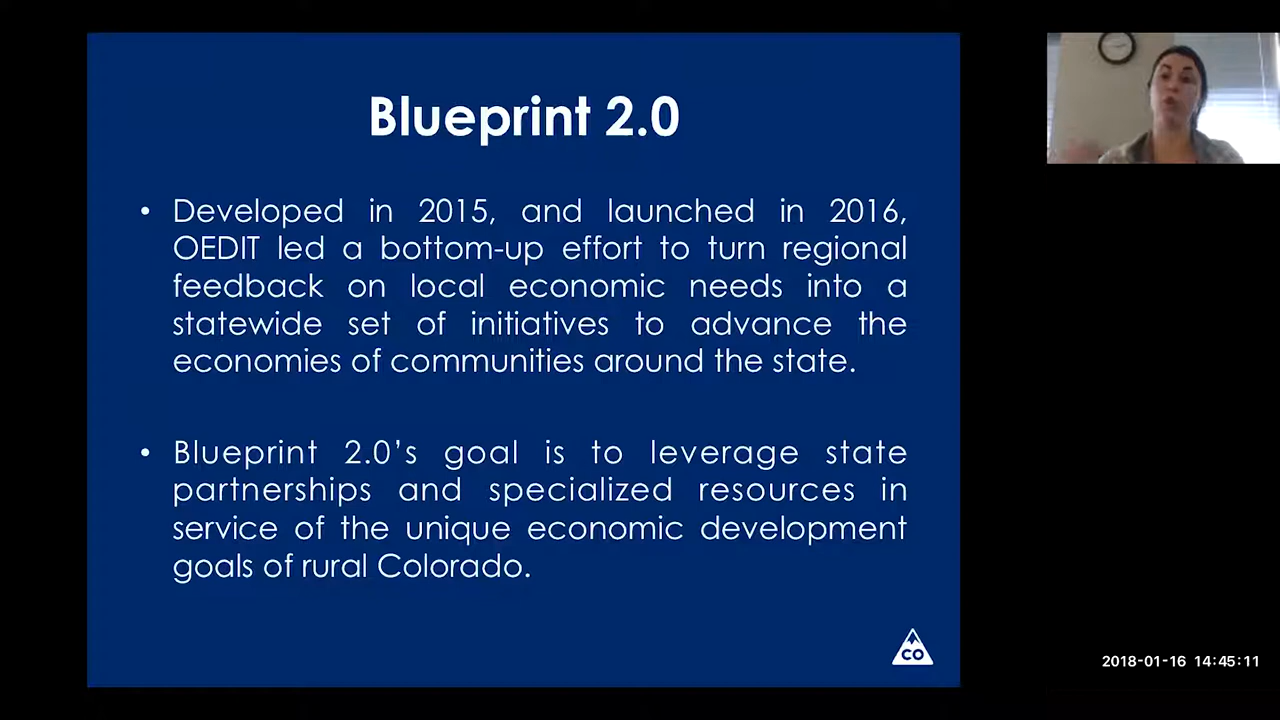 Blueprint 2.0
• Developed in 2015, and launched in 2016,
OEDIT led a bottom-up effort to turn regional
feedback on local economic needs into a
statewide set of initiatives to advance the
economies of communities around the state.
• Blueprint 2.0’s goal is to leverage state
partnerships and specialized resources in
service of the unique economic development
goals of rural Colorado.
CO
2018-01-16 14:45:11